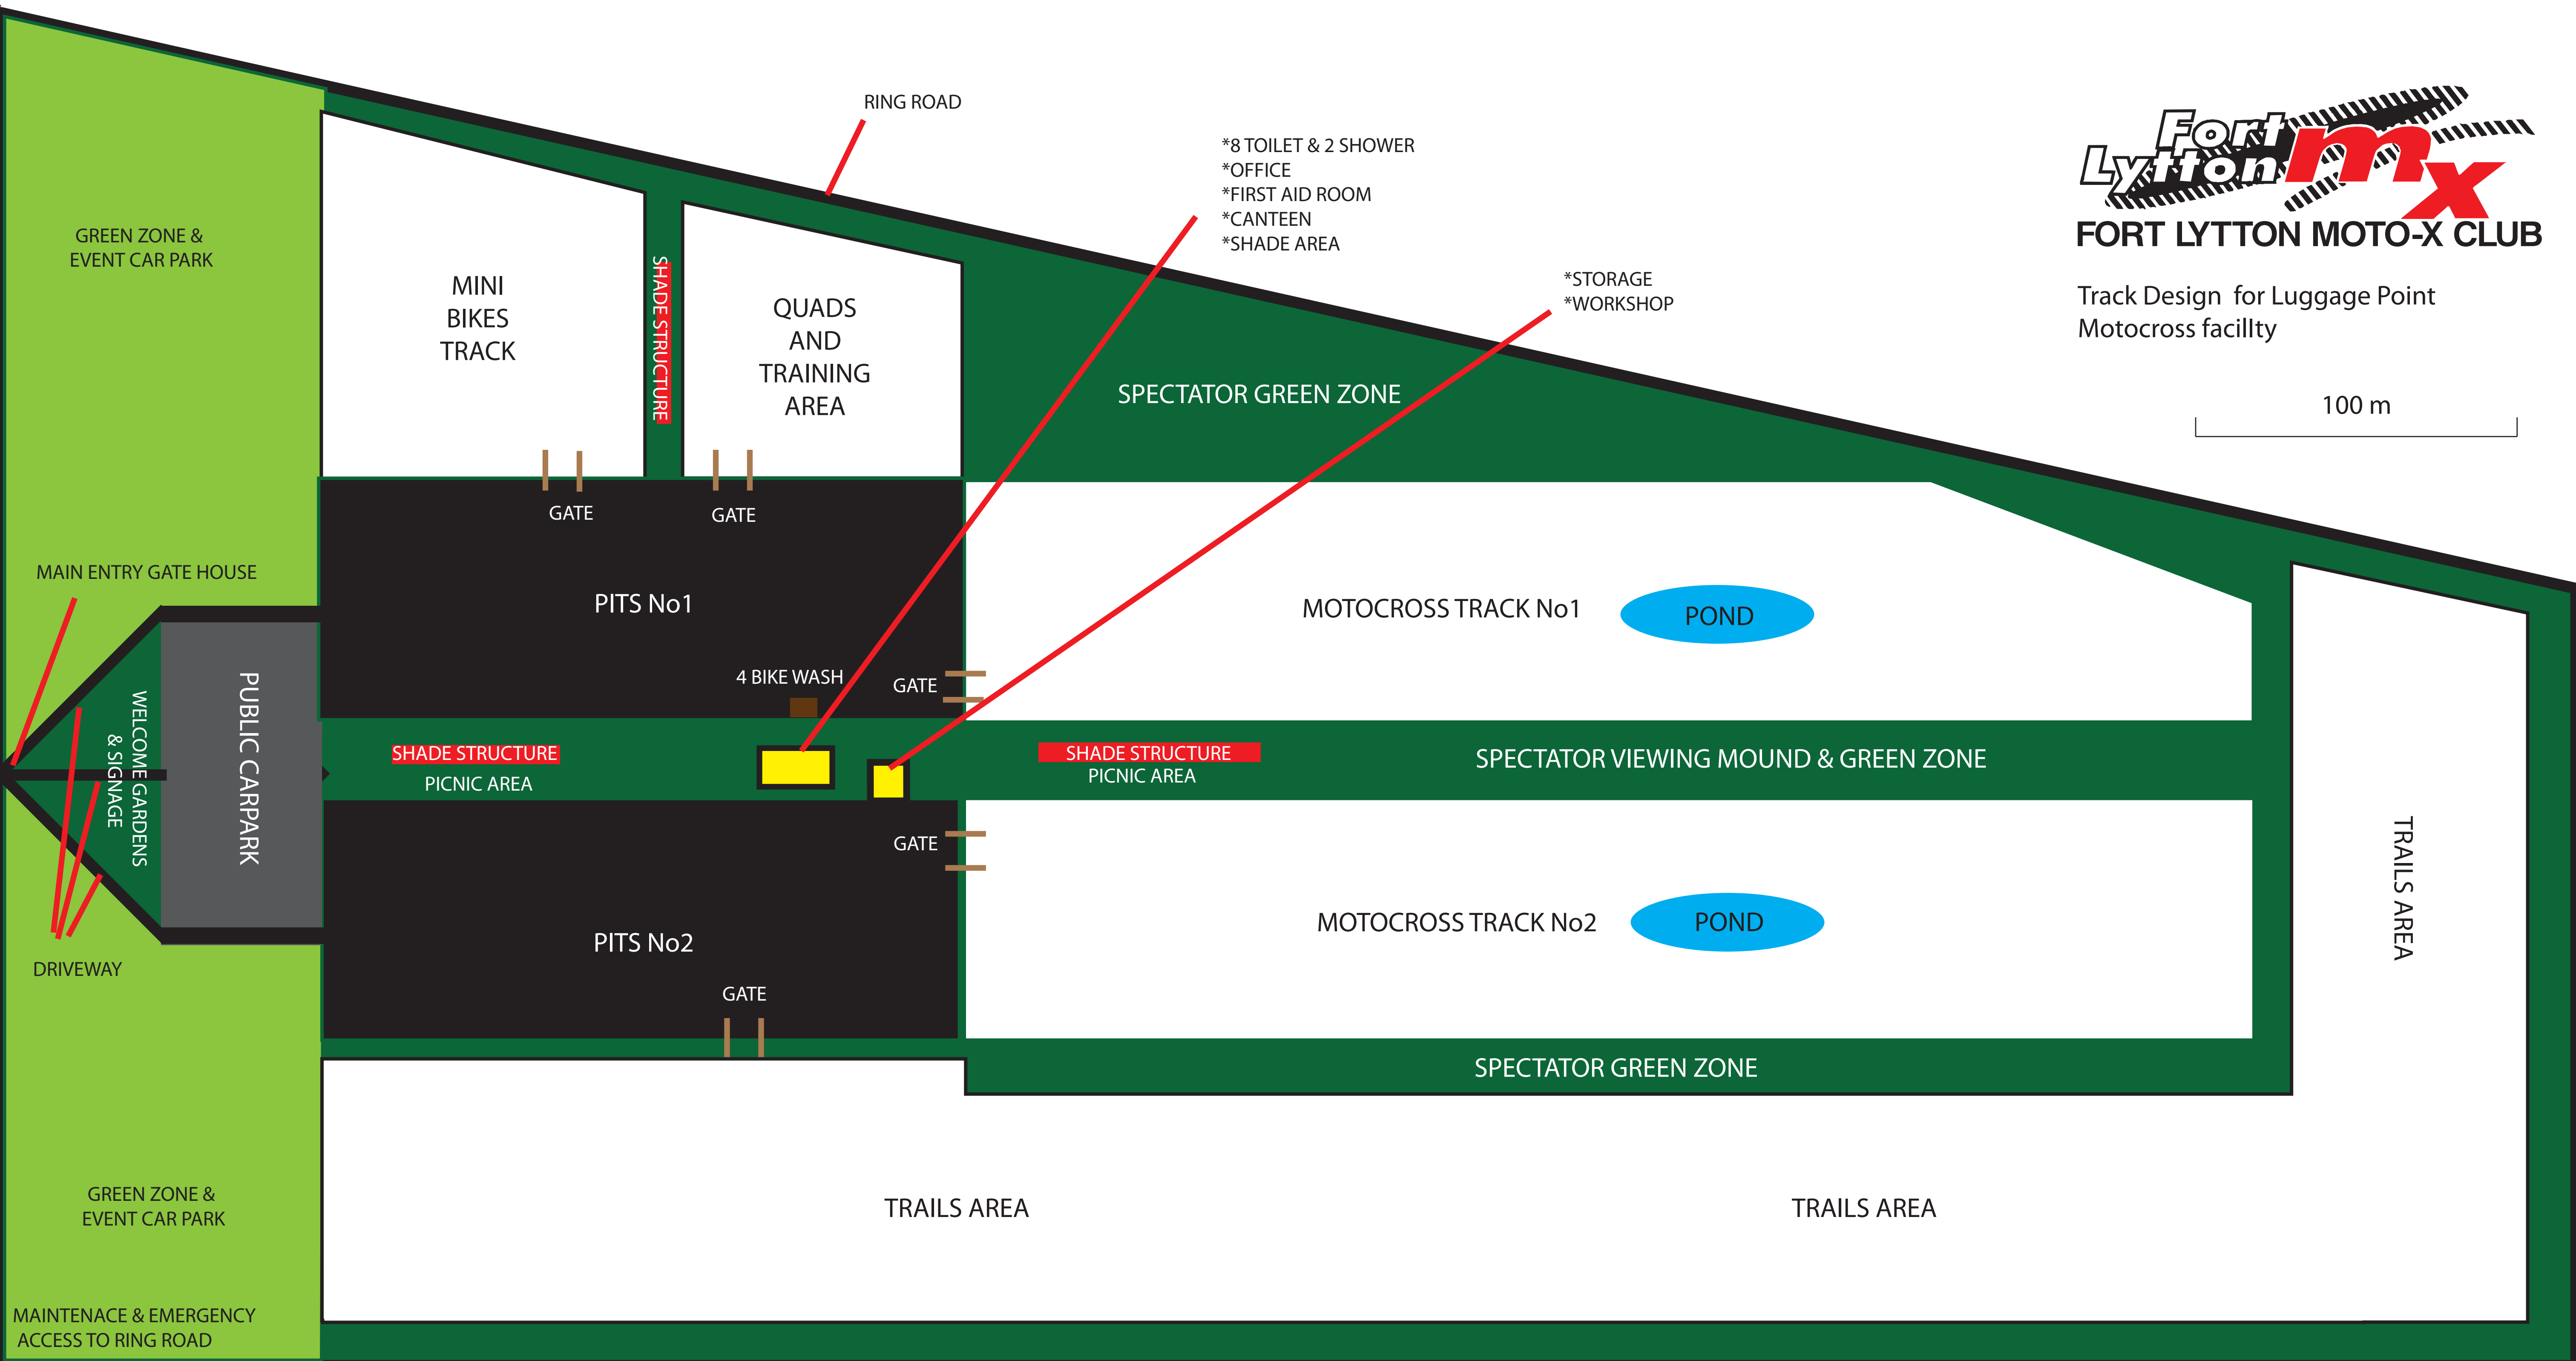 RING ROAD
*8 TOILET & 2 SHOWER
*OFFICE
*FIRST AID ROOM
*CANTEEN
*SHADE AREA
*STORAGE
*WORKSHOP
Fort
Lytton mx
FORT LYTTON MOTO-X CLUB
Track Design for Luggage Point
Motocross facilIty
100 m
GREEN ZONE &
EVENT CAR PARK
MINI
BIKES
TRACK
SHADE STRUCTURE
QUADS
AND
TRAINING
AREA
SPECTATOR GREEN ZONE
GATE
GATE
MAIN ENTRY GATE HOUSE
PITS No1
MOTOCROSS TRACK No1
POND
4 BIKE WASH
GATE
WELCOME GARDENS
& SIGNAGE
PUBLIC CARPARK
SHADE STRUCTURE
PICNIC AREA
SHADE STRUCTURE
PICNIC AREA
SPECTATOR VIEWING MOUND & GREEN ZONE
GATE
TRAILS AREA
PITS No2
MOTOCROSS TRACK No2
POND
DRIVEWAY
GATE
SPECTATOR GREEN ZONE
GREEN ZONE &
EVENT CAR PARK
TRAILS AREA
TRAILS AREA
MAINTENACE & EMERGENCY
ACCESS TO RING ROAD